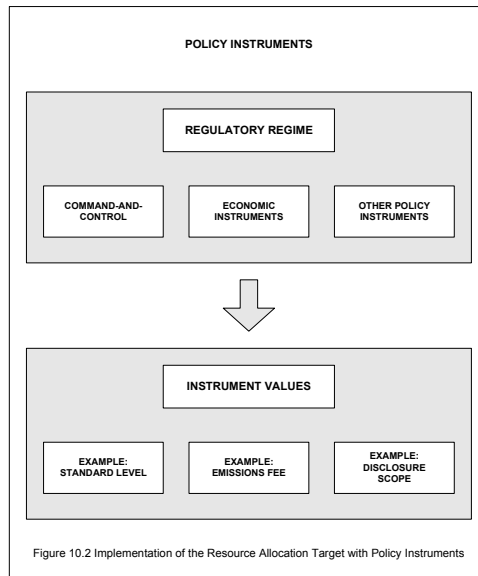 POLICY INSTRUMENTS
REGULATORY REGIME
COMMAND-AND-
CONTROL
ECONOMIC
INSTRUMENTS
OTHER POLICY
INSTRUMENTS
INSTRUMENT VALUES
EXAMPLE:
STANDARD LEVEL
EXAMPLE:
EMISSIONS FEE
EXAMPLE:
DISCLOSURE
SCOPE
Figure 10.2 Implementation of the Resource Allocation Target with Policy Instruments